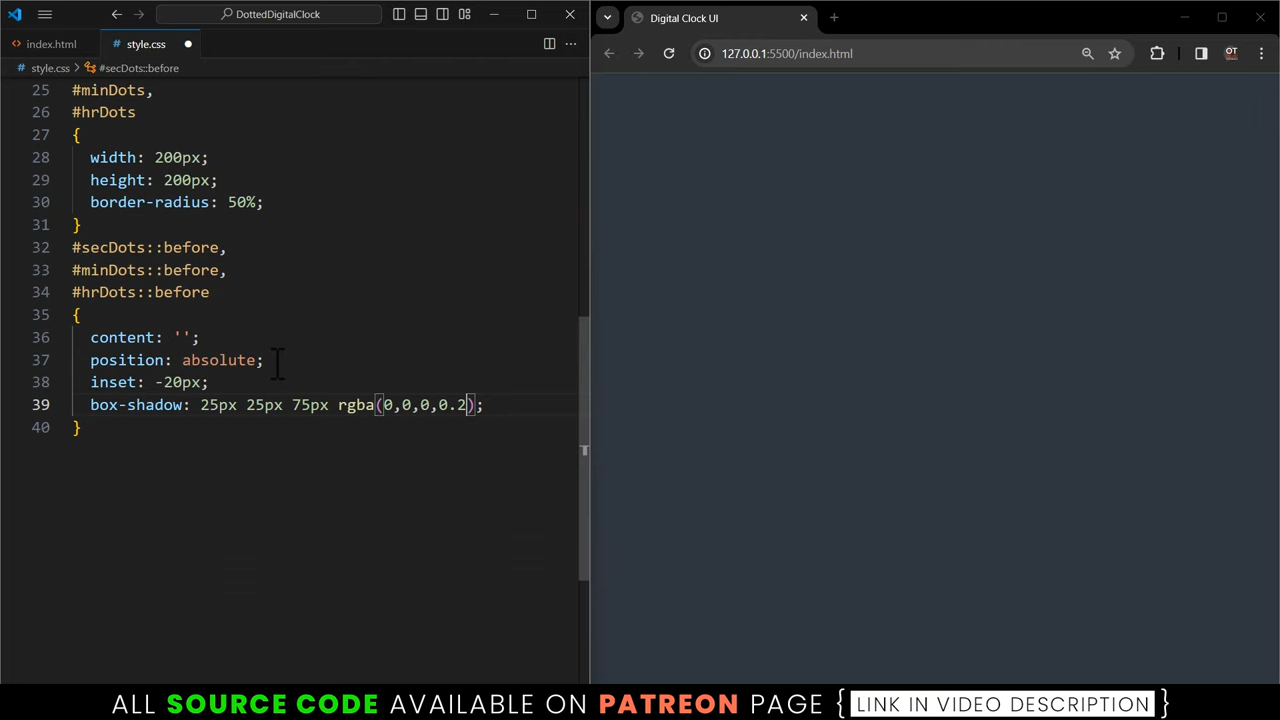 DottedDigitalClock
Digital Clock UI
index.html
style.css
127.0.0.1:5500/index.html
OT
style.css > #secDots::before
25 #minDots,
26 #hrDots
27 {
28 width: 200px;
29 height: 200px;
30 border-radius: 50%;
31 }
32 #secDots::before,
33 #minDots::before,
34 #hrDots::before
35 {
36 content: '';
37 position: absolute;
38 inset: -20px;
39 box-shadow: 25px 25px 75px rgba(0,0,0,0.2);
40 }
ALL SOURCE CODE AVAILABLE ON PATREON PAGE { LINK IN VIDEO DESCRIPTION }